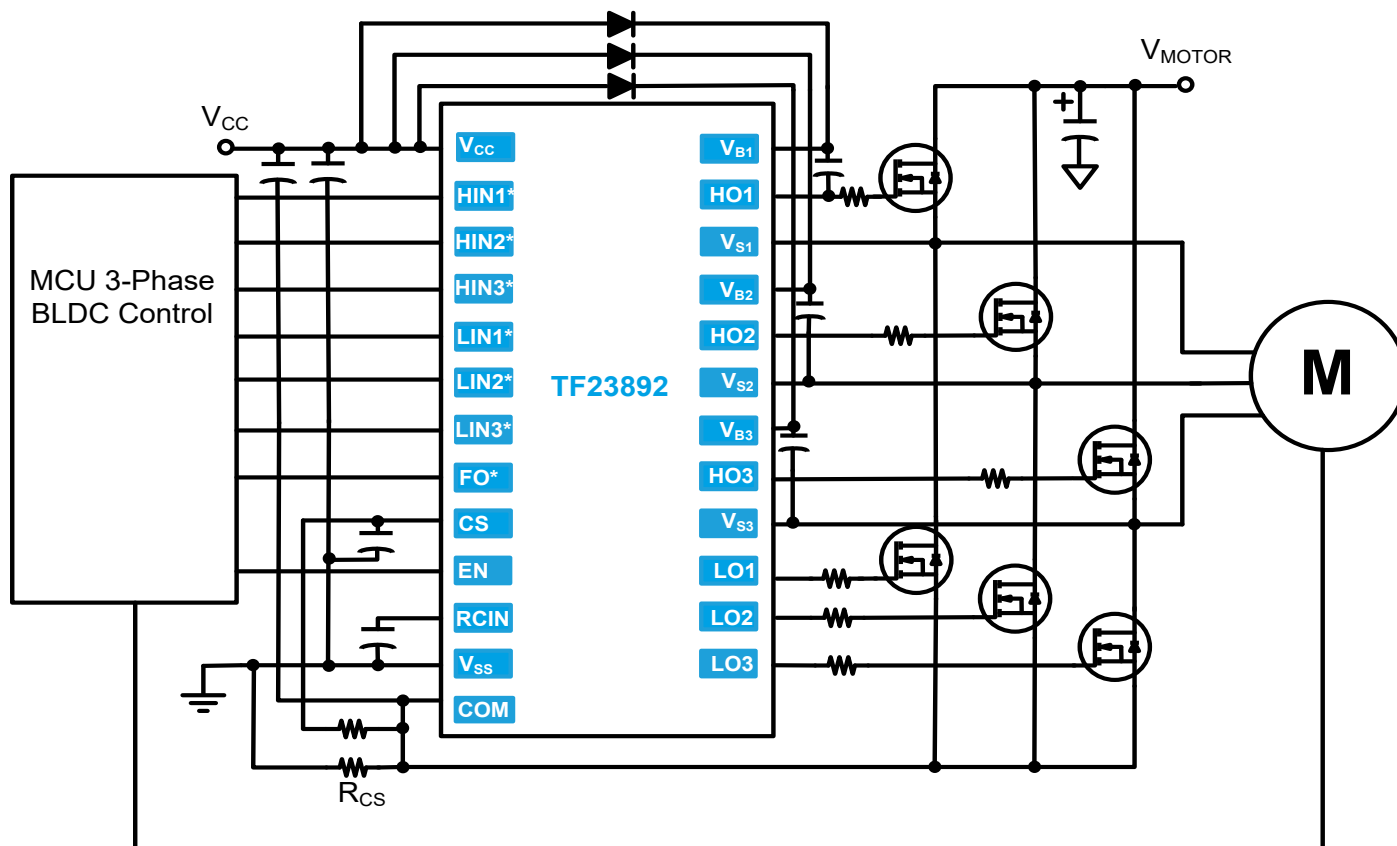 V_MOTOR
V_CC
MCU 3-Phase
BLDC Control
V_CC
HIN1*
HIN2*
HIN3*
LIN1*
LIN2*
LIN3*
FO*
CS
EN
RCIN
V_SS
COM
TF23892
V_B1
HO1
V_S1
V_B2
HO2
V_S2
V_B3
HO3
V_S3
LO1
LO2
LO3
+
M
R_CS